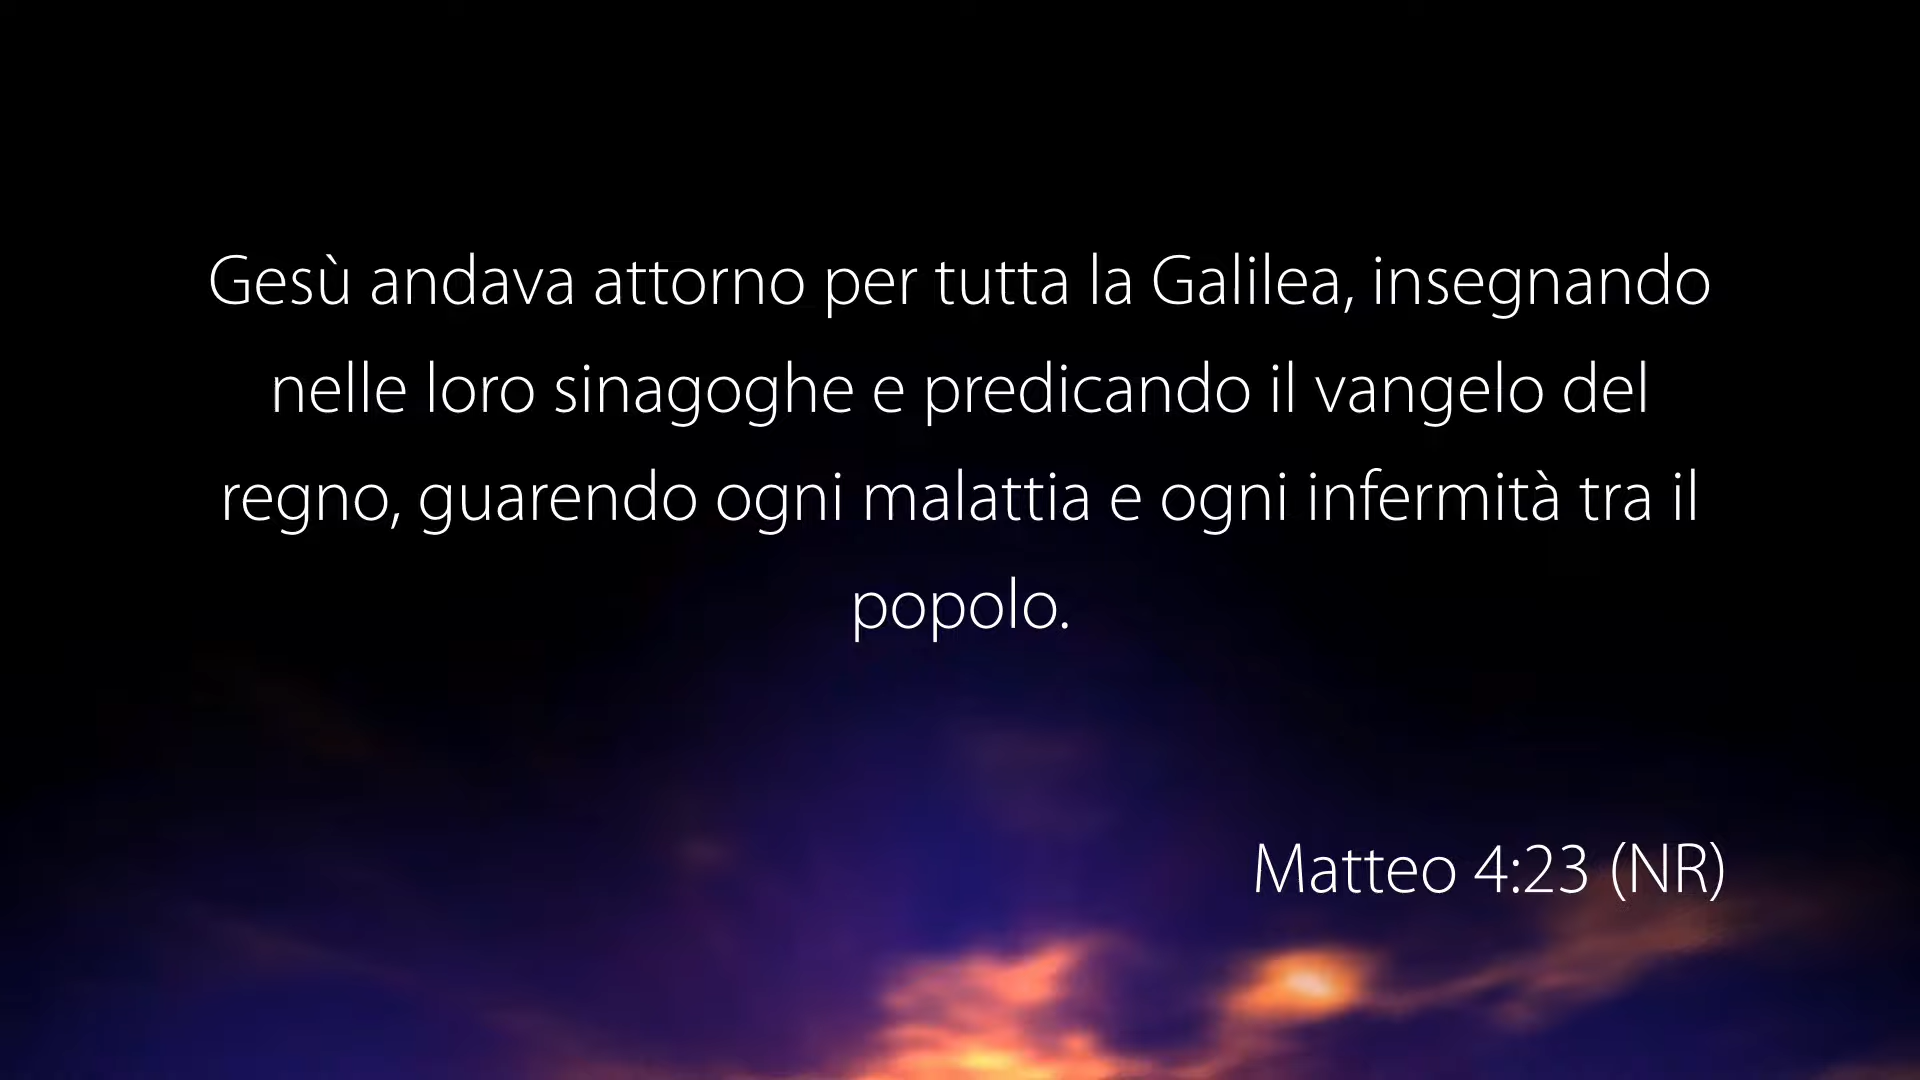 Gesù andava attorno per tutta la Galilea, insegnando
nelle loro sinagoghe e predicando il vangelo del
regno, guarendo ogni malattia e ogni infermità tra il
popolo.
Matteo 4:23 (NR)